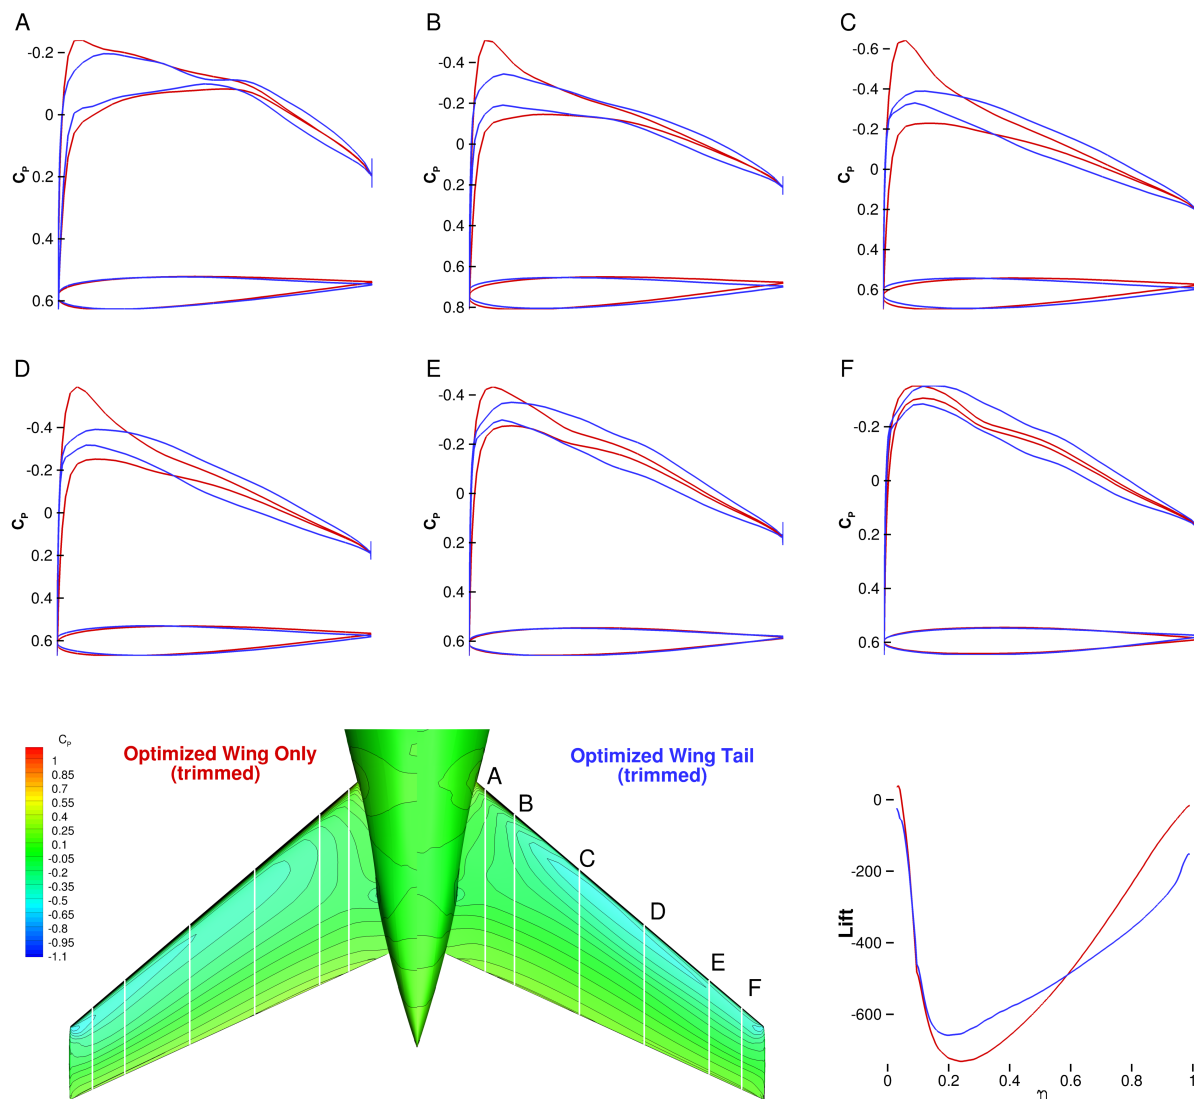 A
-0.2
0
0.2
0.4
0.6
CP
B
-0.4
-0.2
0
0.2
0.4
0.6
0.8
CP
C
-0.6
-0.4
-0.2
0
0.2
0.4
0.6
CP
D
-0.4
-0.2
0
0.2
0.4
0.6
CP
E
-0.4
-0.2
0
0.2
0.4
0.6
CP
F
-0.2
0
0.2
0.4
0.6
CP
CP
1
0.85
0.7
0.55
0.4
0.25
0.1
-0.05
-0.2
-0.35
-0.5
-0.65
-0.8
-0.95
-1.1
Optimized Wing Only
(trimmed)
Optimized Wing Tail
(trimmed)
A
B
C
D
E
F
0
-200
-400
-600
Lift
0
0.2
0.4
0.6
0.8
1
η